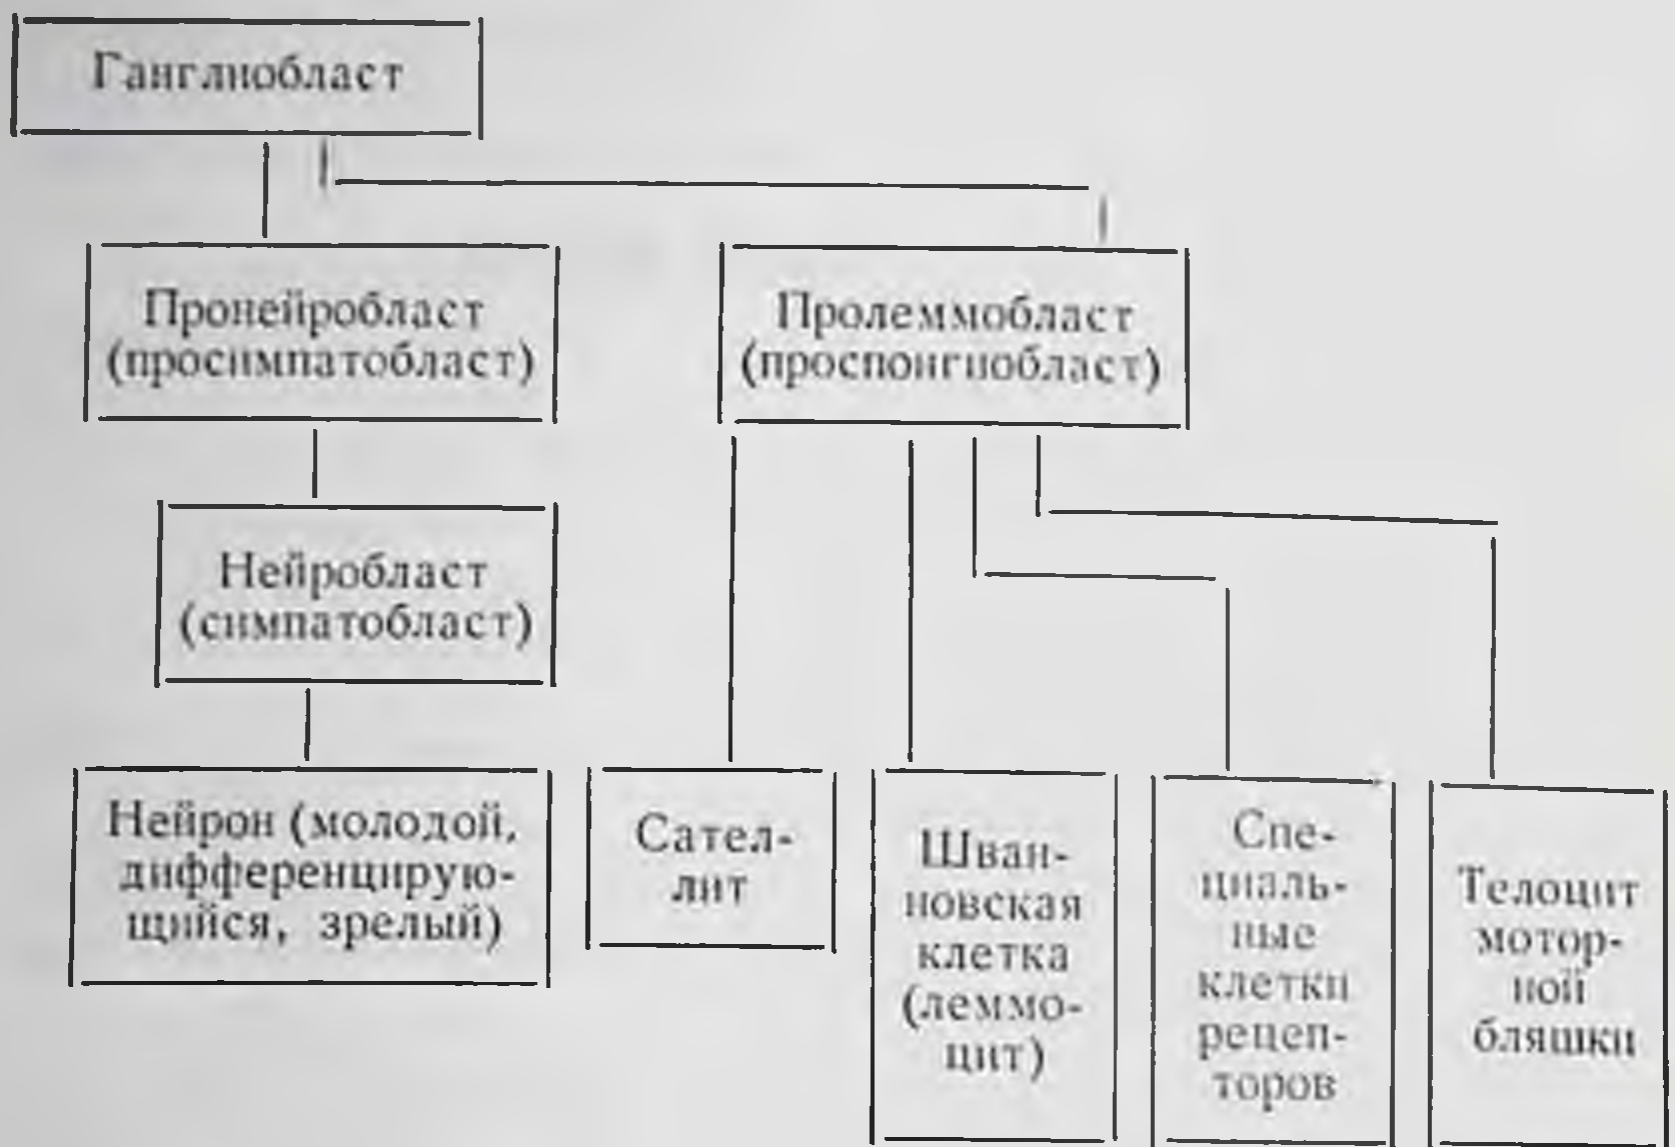 Ганглиобласт
Пронейробласт
(просимпатобласт)
Пролеммобласт
(проспонгиобласт)
Нейробласт
(симпатобласт)
Нейрон (молодой,
дифференцирую-
щийся, зрелый)
Сател-
лит
Шван-
новская
клетка
(леммо-
цит)
Спе-
циаль-
ные
клетки
рецеп-
торов
Телоцит
мотор-
ной
бляшки